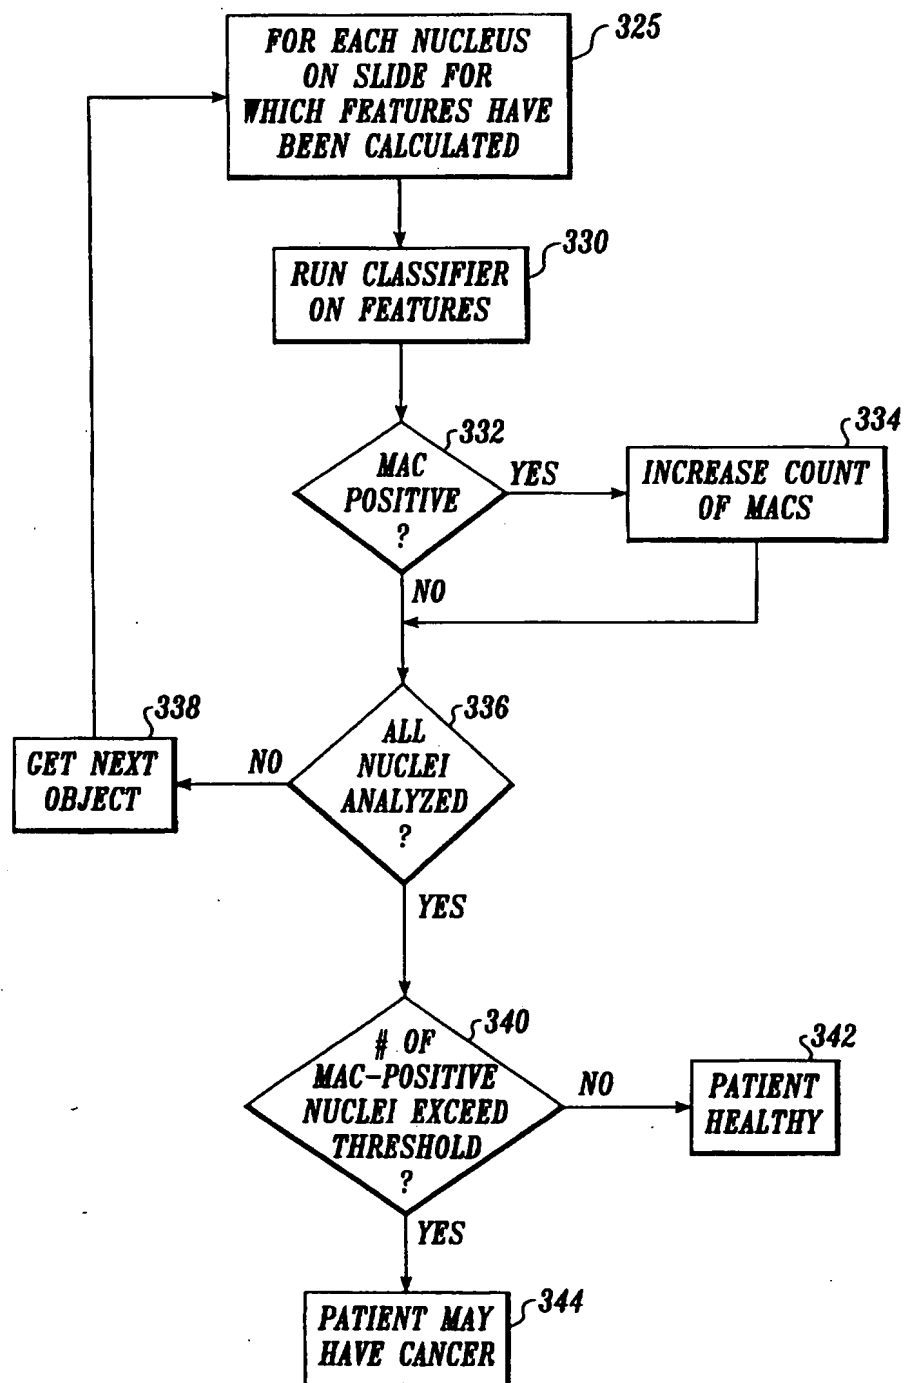 325
FOR EACH NUCLEUS
ON SLIDE FOR
WHICH FEATURES HAVE
BEEN CALCULATED
330
RUN CLASSIFIER
ON FEATURES
332
MAC
POSITIVE
?
YES
334
INCREASE COUNT
OF MACS
NO
336
ALL
NUCLEI
ANALYZED
?
NO
338
GET NEXT
OBJECT
YES
340
# OF
MAC-POSITIVE
NUCLEI EXCEED
THRESHOLD
?
NO
342
PATIENT
HEALTHY
YES
344
PATIENT MAY
HAVE CANCER